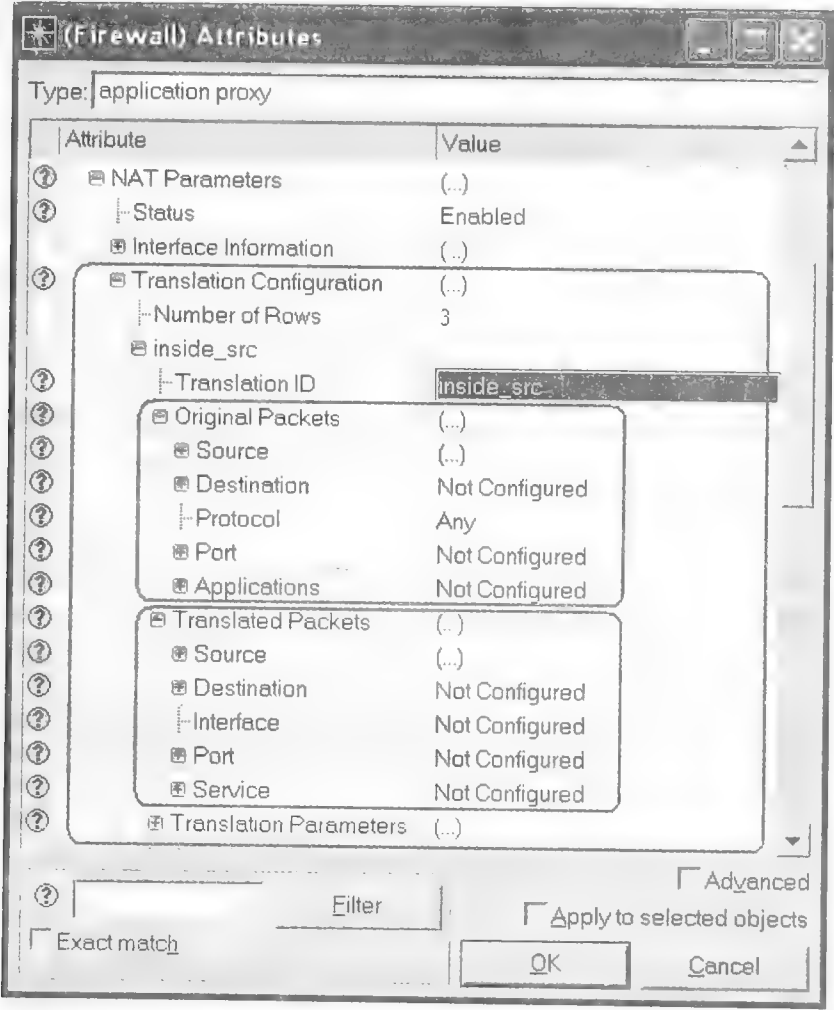 (Firewall) Attributes
Type: application proxy
Attribute Value
NAT Parameters (...)
Status Enabled
Interface Information (..)
Translation Configuration (...)
Number of Rows 3
inside_src
Translation ID inside_src
Original Packets (...)
Source (...)
Destination Not Configured
Protocol Any
Port Not Configured
Applications Not Configured
Translated Packets (.. )
Source (...)
Destination Not Configured
Interface Not Configured
Port Not Configured
Service Not Configured
Translation Parameters (...)
Advanced
Filter
Apply to selected objects
Exact match
OK Cancel